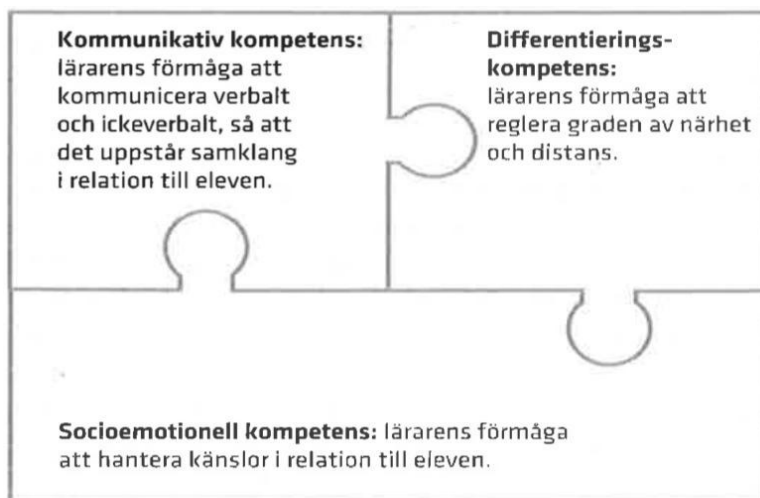 Kommunikativ kompetens:
lärarens förmåga att
kommunicera verbalt
och ickeverbalt, så att
det uppstår samklang
i relation till eleven.
Differentierings-
kompetens:
lärarens förmåga att
reglera graden av närhet
och distans.
Socioemotionell kompetens: lärarens förmåga
att hantera känslor i relation till eleven.